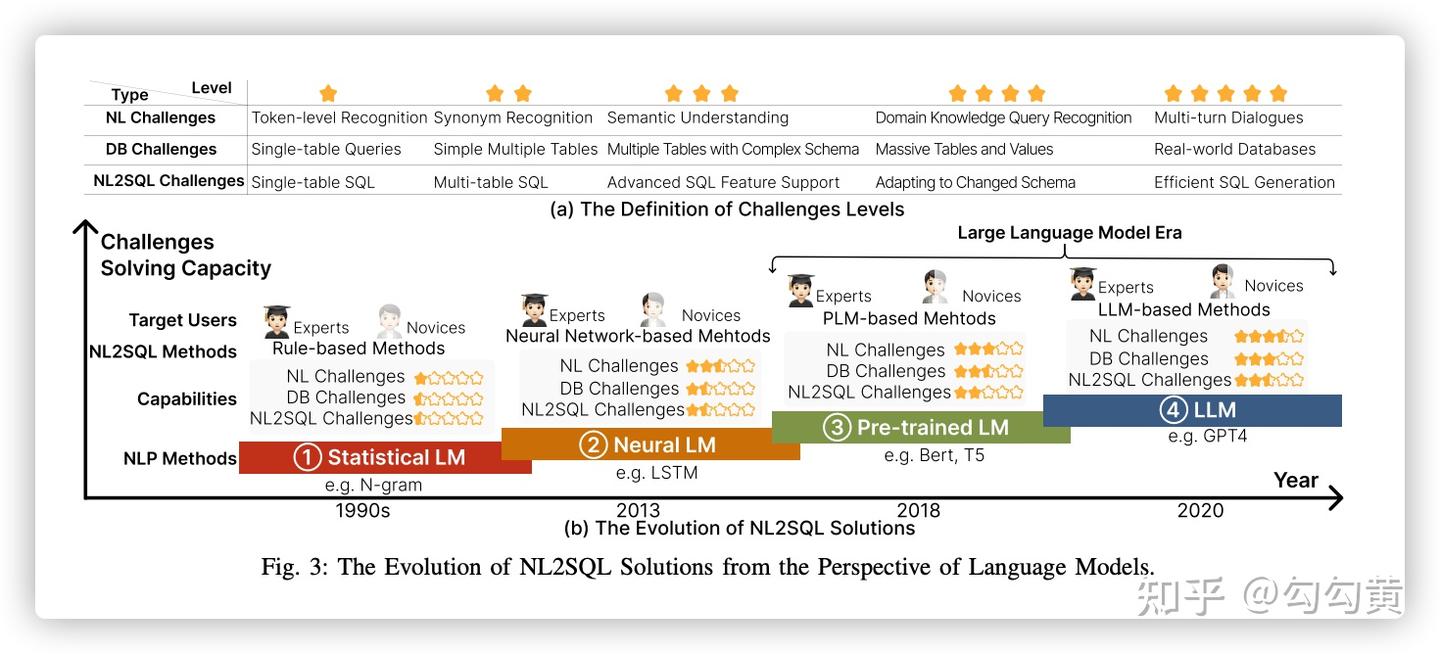 Level
Type
NL Challenges Token-level Recognition Synonym Recognition Semantic Understanding Domain Knowledge Query Recognition Multi-turn Dialogues
DB Challenges Single-table Queries Simple Multiple Tables Multiple Tables with Complex Schema Massive Tables and Values Real-world Databases
NL2SQL Challenges Single-table SQL Multi-table SQL Advanced SQL Feature Support Adapting to Changed Schema Efficient SQL Generation
(a) The Definition of Challenges Levels
Challenges
Solving Capacity
Large Language Model Era
Target Users
NL2SQL Methods
Capabilities
NLP Methods
Experts Novices
Rule-based Methods
NL Challenges
DB Challenges
NL2SQL Challenges
① Statistical LM
e.g. N-gram
Experts Novices
Neural Network-based Mehtods
NL Challenges
DB Challenges
NL2SQL Challenges
② Neural LM
e.g. LSTM
Experts Novices
PLM-based Mehtods
NL Challenges
DB Challenges
NL2SQL Challenges
③ Pre-trained LM
e.g. Bert, T5
Experts Novices
LLM-based Methods
NL Challenges
DB Challenges
NL2SQL Challenges
④ LLM
e.g. GPT4
Year
1990s 2013 2018 2020
(b) The Evolution of NL2SQL Solutions
Fig. 3: The Evolution of NL2SQL Solutions from the Perspective of Language Models.
知乎 @勾勾黄